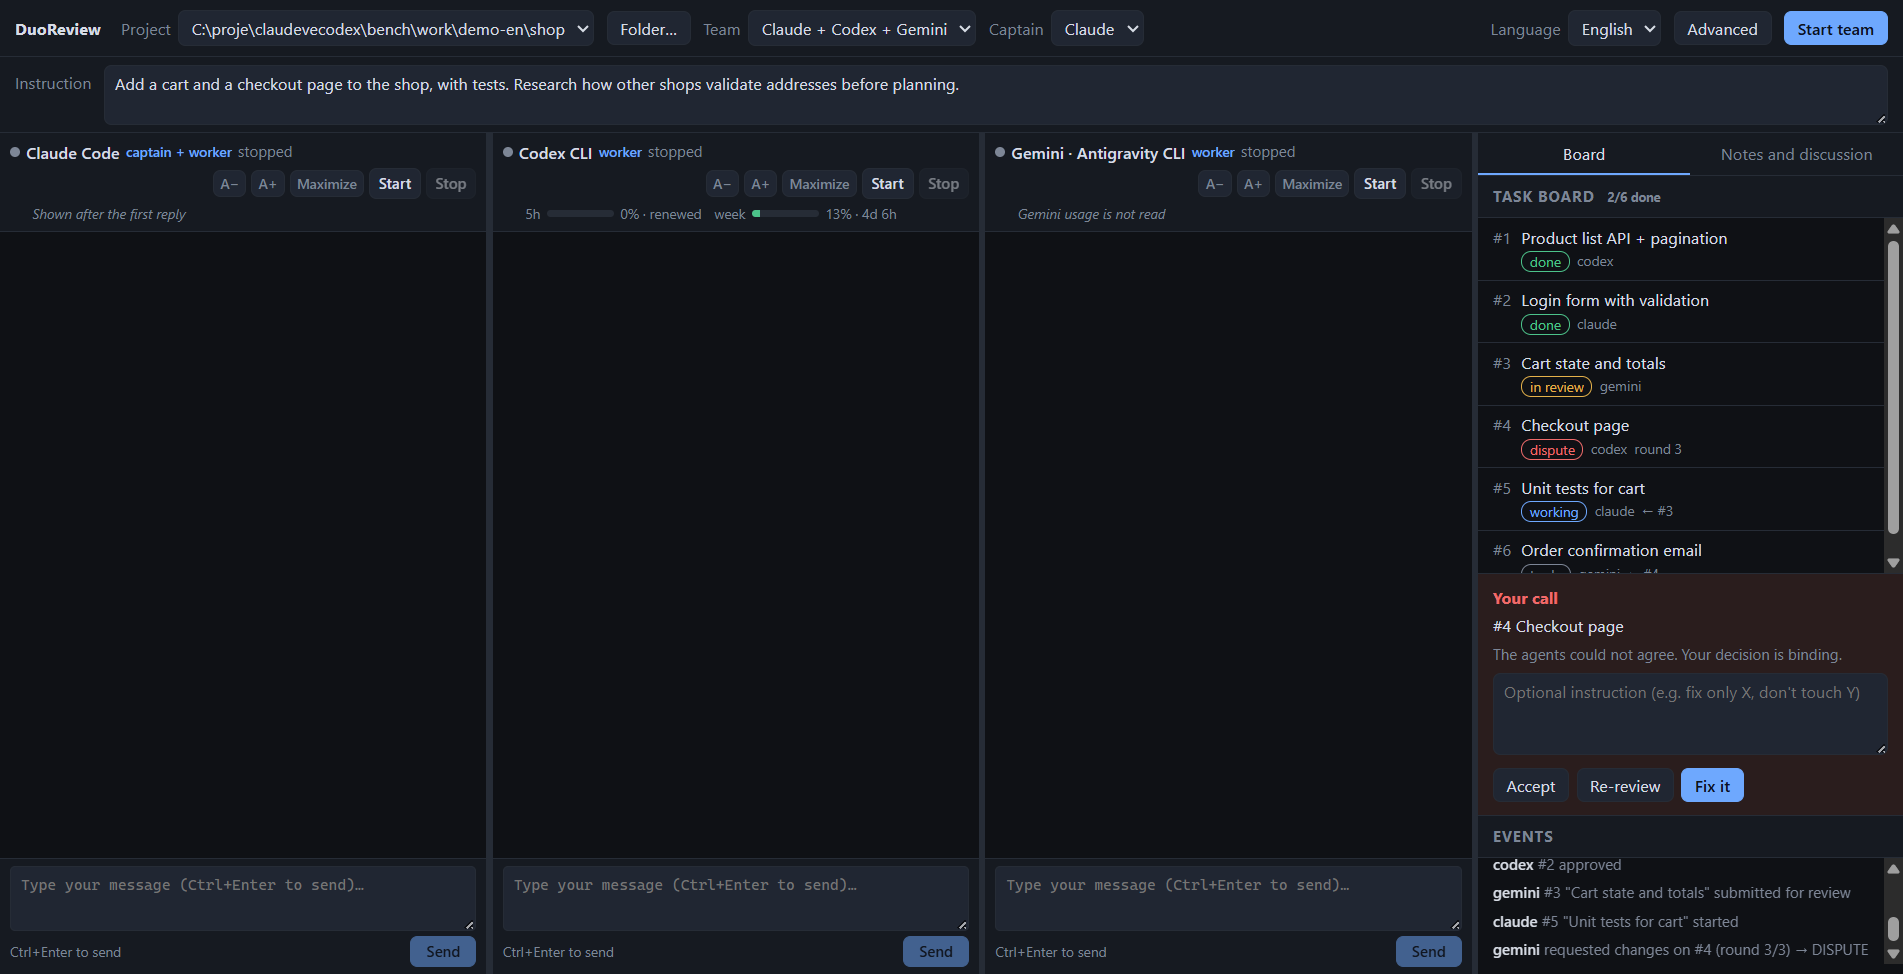 DuoReview Project C:\proje\claudevecodex\bench\work\demo-en\shop Folder... Team Claude + Codex + Gemini Captain Claude Language English Advanced Start team
Instruction Add a cart and a checkout page to the shop, with tests. Research how other shops validate addresses before planning.
Claude Code captain + worker stopped
A− A+ Maximize Start Stop
Shown after the first reply
Type your message (Ctrl+Enter to send)…
Ctrl+Enter to send Send
Codex CLI worker stopped
A− A+ Maximize Start Stop
5h 0% · renewed week 13% · 4d 6h
Type your message (Ctrl+Enter to send)…
Ctrl+Enter to send Send
Gemini · Antigravity CLI worker stopped
A− A+ Maximize Start Stop
Gemini usage is not read
Type your message (Ctrl+Enter to send)…
Ctrl+Enter to send Send
Board Notes and discussion
TASK BOARD 2/6 done
#1 Product list API + pagination
done codex
#2 Login form with validation
done claude
#3 Cart state and totals
in review gemini
#4 Checkout page
dispute codex round 3
#5 Unit tests for cart
working claude ← #3
#6 Order confirmation email
gemini ← #4
Your call
#4 Checkout page
The agents could not agree. Your decision is binding.
Optional instruction (e.g. fix only X, don't touch Y)
Accept Re-review Fix it
EVENTS
codex #2 approved
gemini #3 "Cart state and totals" submitted for review
claude #5 "Unit tests for cart" started
gemini requested changes on #4 (round 3/3) → DISPUTE